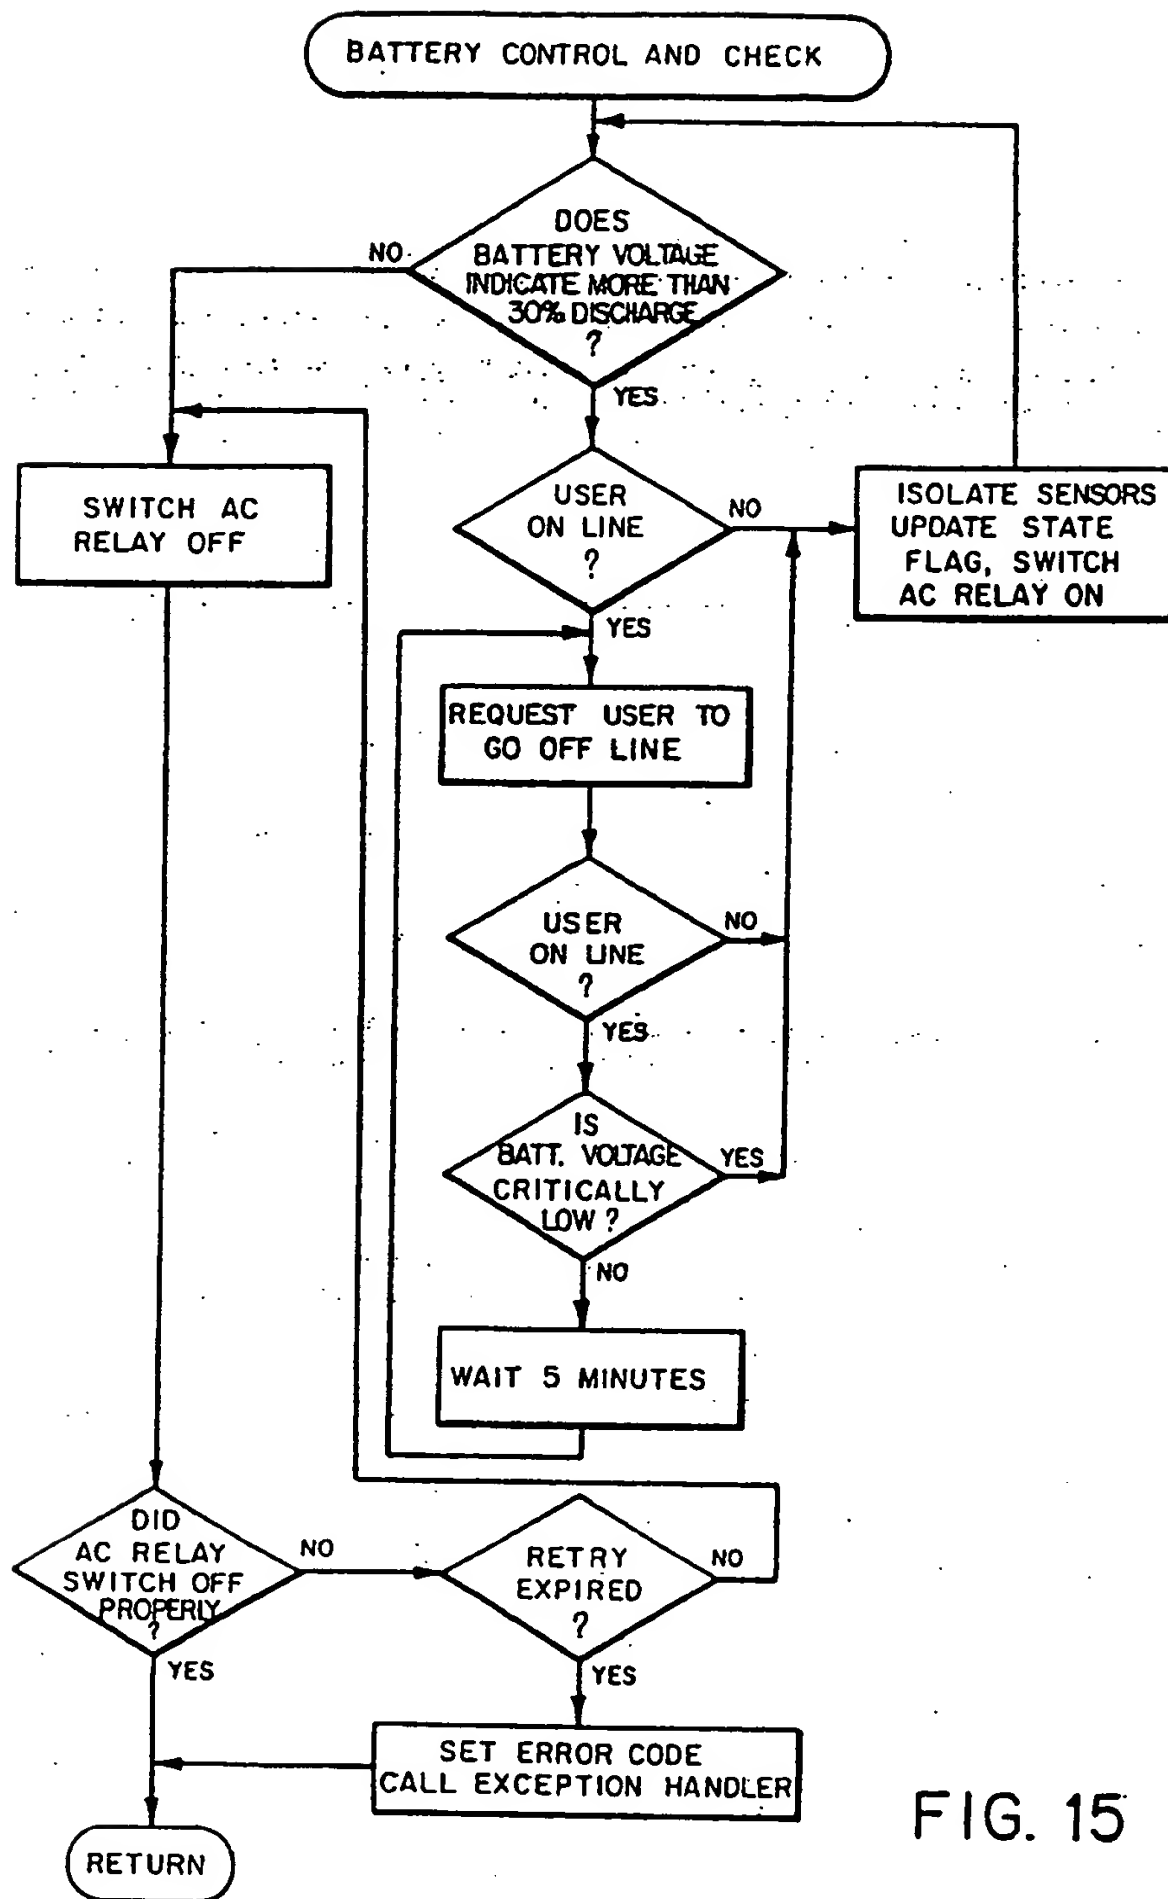 BATTERY CONTROL AND CHECK
DOES
BATTERY VOLTAGE
INDICATE MORE THAN
30% DISCHARGE
?
NO
YES
SWITCH AC
RELAY OFF
USER
ON LINE
?
NO
YES
ISOLATE SENSORS
UPDATE STATE
FLAG, SWITCH
AC RELAY ON
REQUEST USER TO
GO OFF LINE
USER
ON LINE
?
NO
YES
IS
BATT. VOLTAGE
CRITICALLY
LOW ?
YES
NO
WAIT 5 MINUTES
DID
AC RELAY
SWITCH OFF
PROPERLY
?
NO
YES
RETRY
EXPIRED
?
NO
YES
SET ERROR CODE
CALL EXCEPTION HANDLER
RETURN
FIG. 15